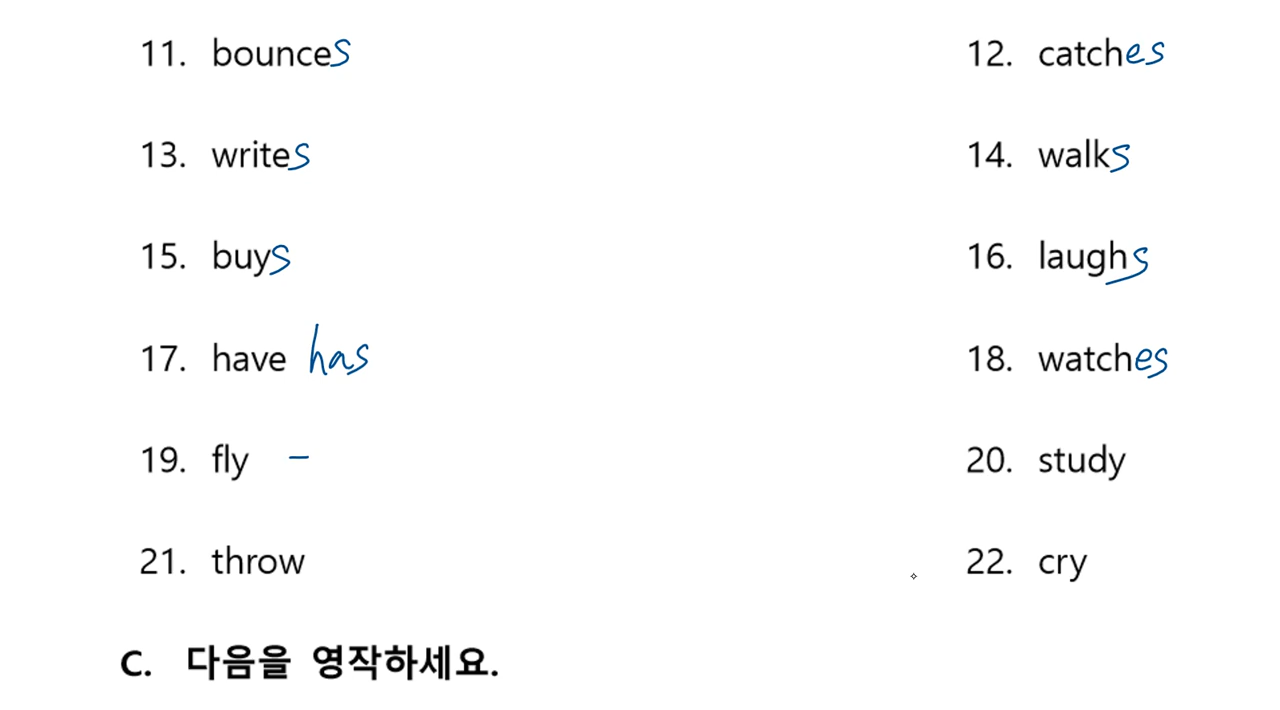 11. bounces 12. catches
13. writes 14. walks
15. buys 16. laughs
17. have has 18. watches
19. fly – 20. study
21. throw 22. cry
C. 다음을 영작하세요.